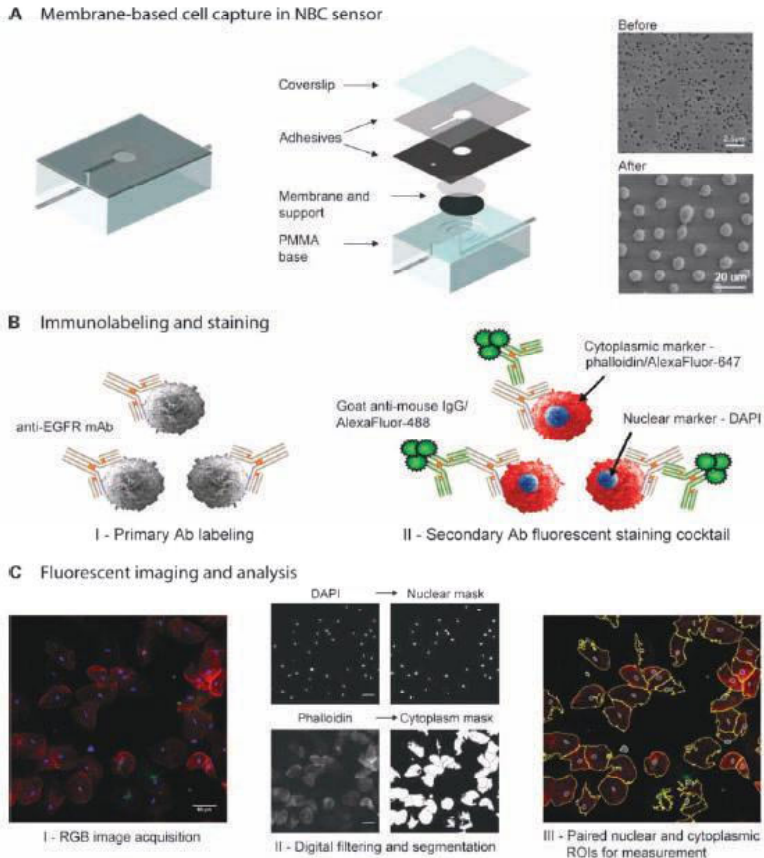 A Membrane-based cell capture in NBC sensor
Coverslip
Adhesives
Membrane and
support
PMMA
base
Before
2.5µm
After
20 um
B Immunolabeling and staining
anti-EGFR mAb
I - Primary Ab labeling
Cytoplasmic marker -
phalloidin/AlexaFluor-647
Goat anti-mouse IgG/
AlexaFluor-488
Nuclear marker - DAPI
II - Secondary Ab fluorescent staining cocktail
C Fluorescent imaging and analysis
I - RGB image acquisition
DAPI
Nuclear mask
Phalloidin
Cytoplasm mask
II - Digital filtering and segmentation
III - Paired nuclear and cytoplasmic
ROIs for measurement